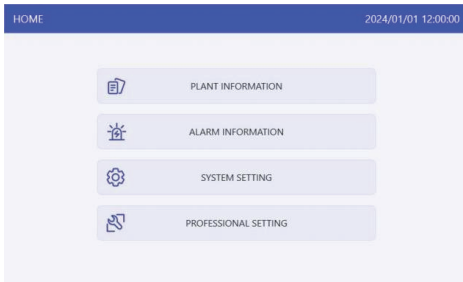 HOME
2024/01/01 12:00:00
PLANT INFORMATION
ALARM INFORMATION
SYSTEM SETTING
PROFESSIONAL SETTING